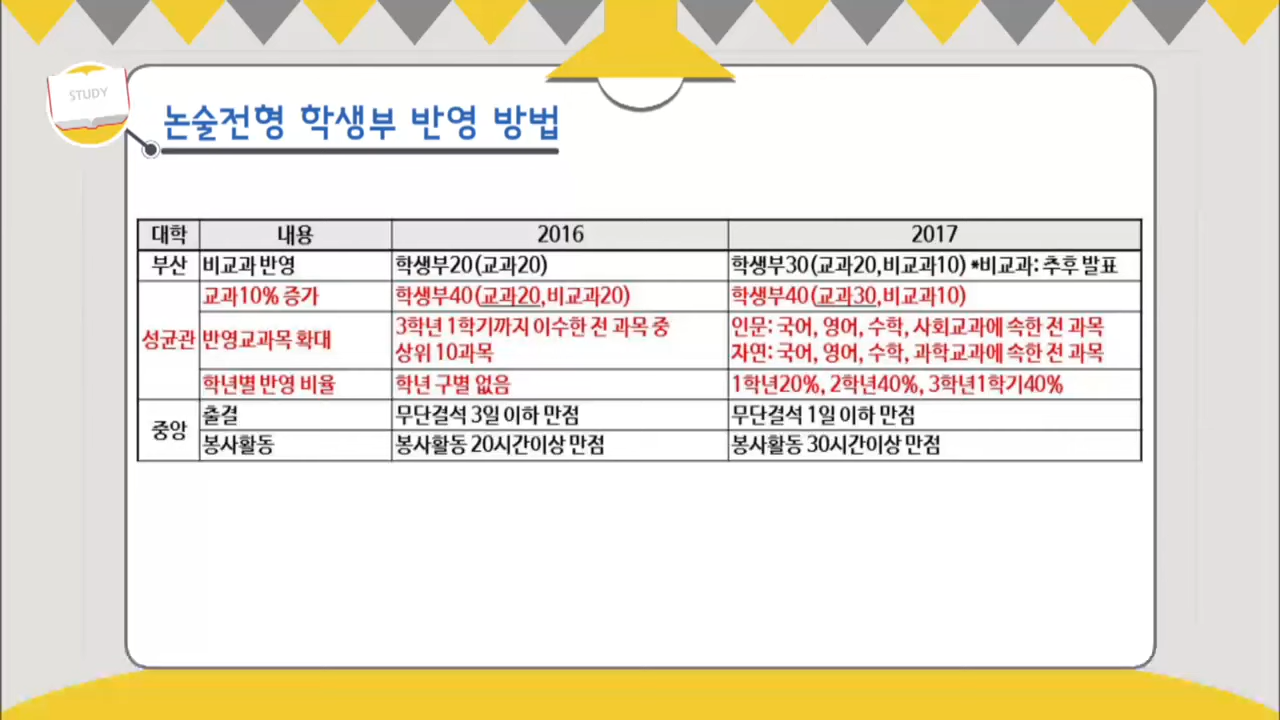 STUDY
논술전형 학생부 반영 방법
대학 내용 2016 2017
부산 비교과 반영 학생부20(교과20) 학생부30(교과20,비교과10) *비교과: 추후 발표
성균관 교과10% 증가 학생부40(교과20,비교과20) 학생부40(교과30,비교과10)
반영교과목 확대 3학년 1학기까지 이수한 전 과목 중 상위 10과목 인문: 국어, 영어, 수학, 사회교과에 속한 전 과목
자연: 국어, 영어, 수학, 과학교과에 속한 전 과목
학년별 반영 비율 학년 구별 없음 1학년20%, 2학년40%, 3학년1학기40%
중앙 출결 무단결석 3일 이하 만점 무단결석 1일 이하 만점
봉사활동 봉사활동 20시간이상 만점 봉사활동 30시간이상 만점